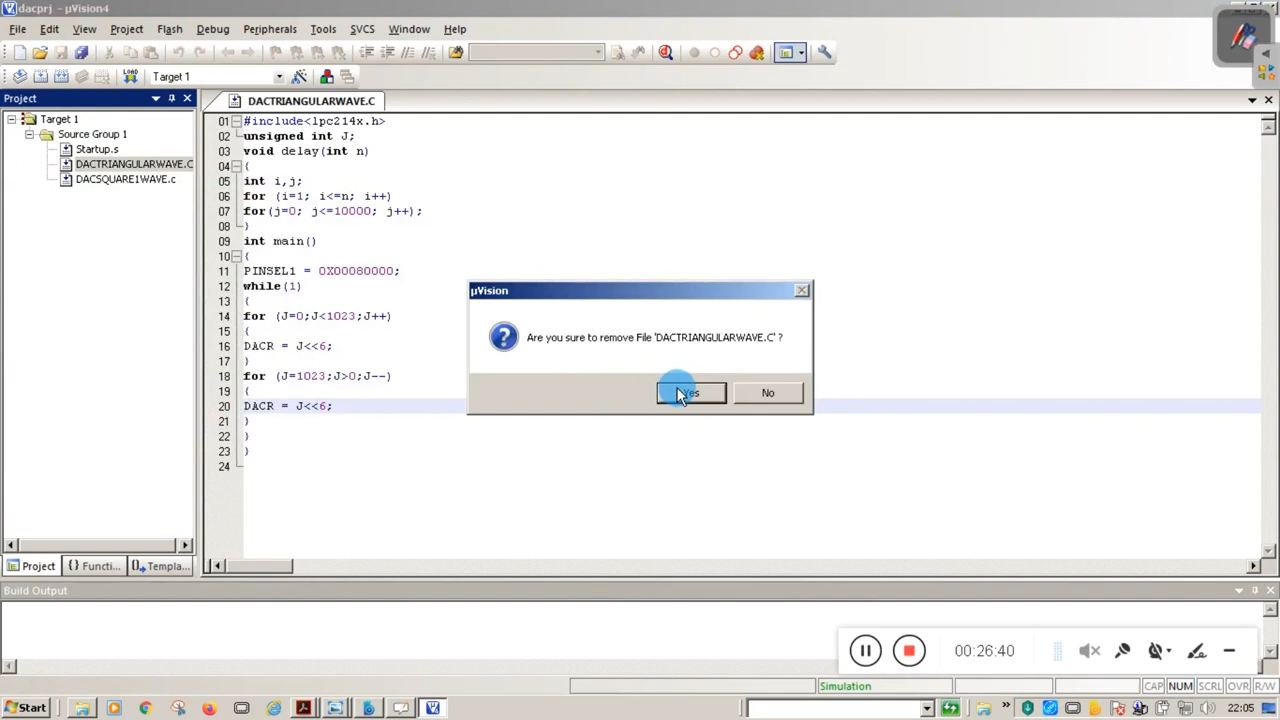 dacprj - µVision4
File Edit View Project Flash Debug Peripherals Tools SVCS Window Help
Target 1
Project
DACTRIANGULARWAVE.C
Target 1
Source Group 1
Startup.s
DACTRIANGULARWAVE.C
DACSQUARE1WAVE.c
01 #include<lpc214x.h>
02 unsigned int J;
03 void delay(int n)
04 {
05 int i,j;
06 for (i=1; i<=n; i++)
07 for(j=0; j<=10000; j++);
08 }
09 int main()
10 {
11 PINSEL1 = 0X00080000;
12 while(1)
13 {
14 for (J=0;J<1023;J++)
15 {
16 DACR = J<<6;
17 }
18 for (J=1023;J>0;J--)
19 {
20 DACR = J<<6;
21 }
22 }
23 }
24
µVision
Are you sure to remove File 'DACTRIANGULARWAVE.C' ?
Yes No
Project {} Functi... Templa...
Build Output
00:26:40
Simulation CAP NUM SCRL OVR R/W
Start 22:05